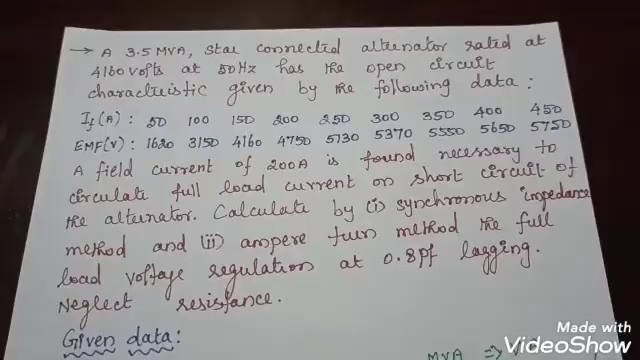 → A 3.5 MVA, Star connected alternator rated at
4160 volts at 50Hz has the open circuit
charactristic given by the following data :
If(A) : 50 100 150 200 250 300 350 400 450
EMF(V) : 1620 3150 4160 4750 5130 5370 5550 5650 5750
A field current of 200A is found necessary to
circulate full load current on short circuit of
the alternator. Calculate by (i) synchronous impedance
method and (ii) ampere turn method the full
load voltage regulation at 0.8pf lagging.
Neglect resistance.
Given data:
MVA =>
Made with
VideoShow